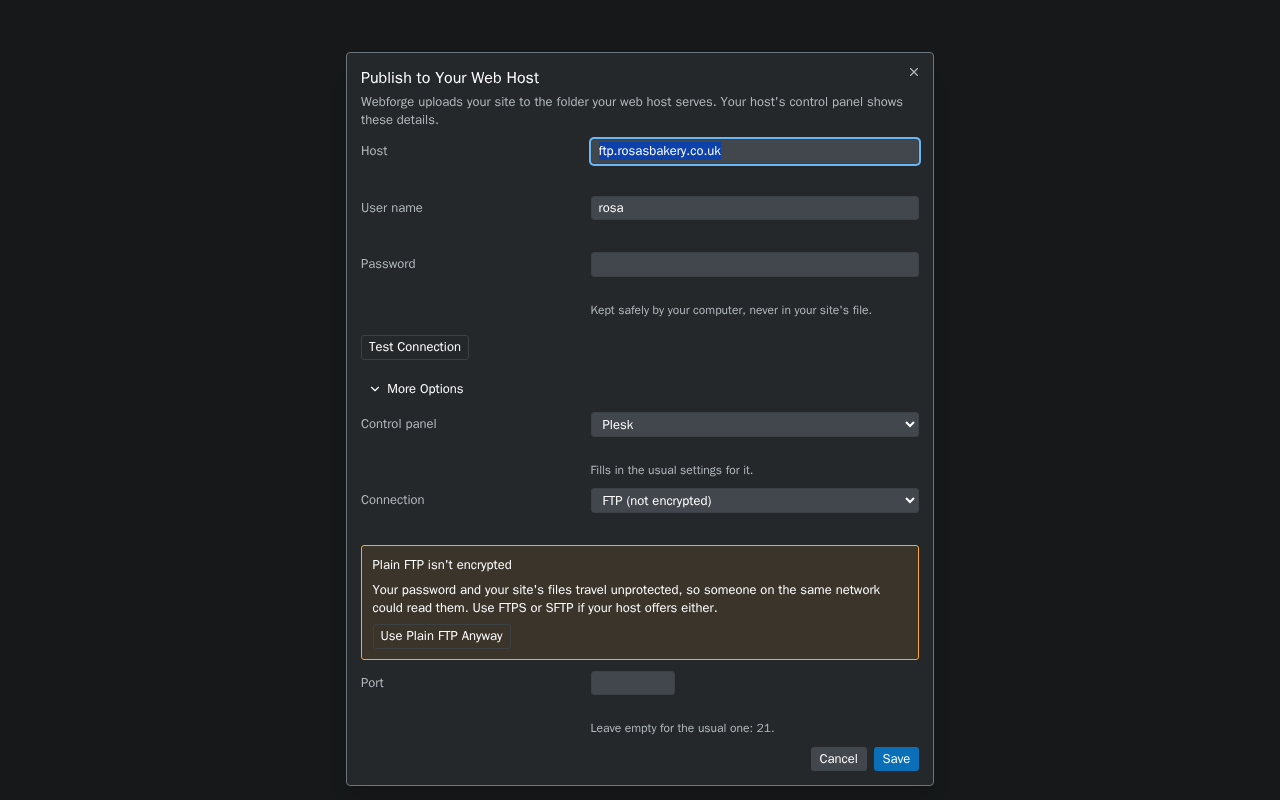 Publish to Your Web Host
Webforge uploads your site to the folder your web host serves. Your host's control panel shows
these details.
Host
ftp.rosasbakery.co.uk
User name
rosa
Password
Kept safely by your computer, never in your site's file.
Test Connection
More Options
Control panel
Plesk
Fills in the usual settings for it.
Connection
FTP (not encrypted)
Plain FTP isn't encrypted
Your password and your site's files travel unprotected, so someone on the same network
could read them. Use FTPS or SFTP if your host offers either.
Use Plain FTP Anyway
Port
Leave empty for the usual one: 21.
Cancel
Save